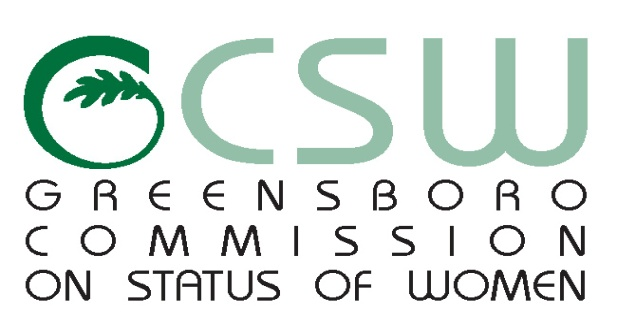 GCSW
GREENSBORO
COMMISSION
ON STATUS OF WOMEN